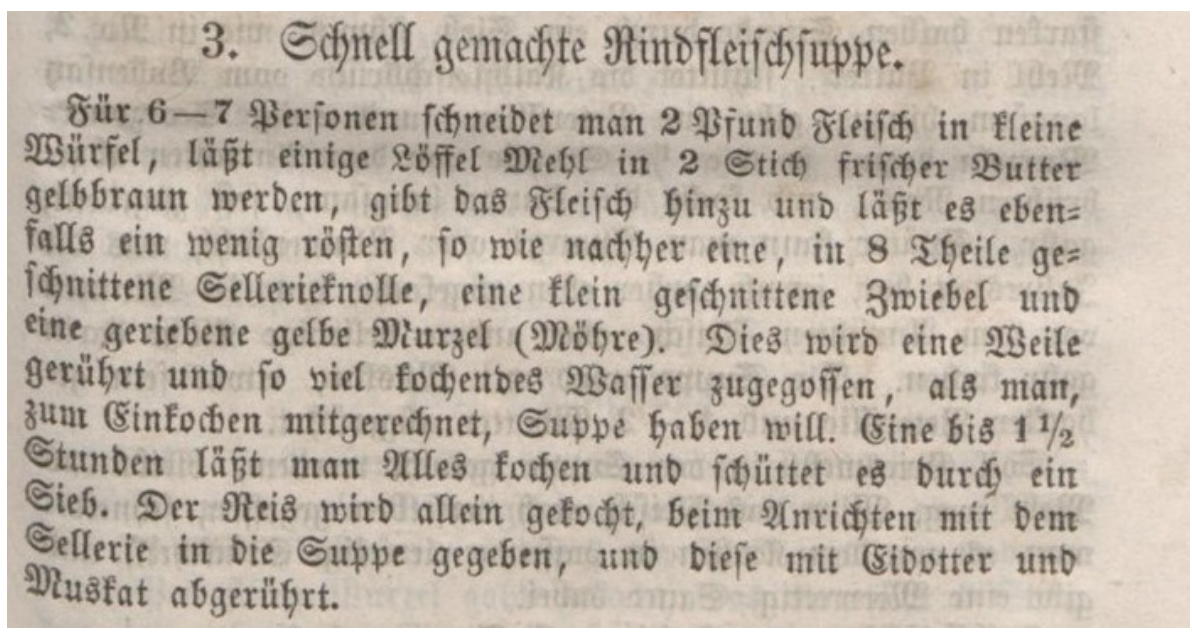 3. Schnell gemachte Rindfleischsuppe.
Für 6—7 Personen schneidet man 2 Pfund Fleisch in kleine
Würfel, läßt einige Löffel Mehl in 2 Stich frischer Butter
gelbbraun werden, gibt das Fleisch hinzu und läßt es eben=
falls ein wenig rösten, so wie nachher eine, in 8 Theile ge=
schnittene Sellerieknolle, eine klein geschnittene Zwiebel und
eine geriebene gelbe Murzel (Möhre). Dies wird eine Weile
gerührt und so viel kochendes Wasser zugegossen, als man,
zum Einkochen mitgerechnet, Suppe haben will. Eine bis 1½
Stunden läßt man Alles kochen und schüttet es durch ein
Sieb. Der Reis wird allein gekocht, beim Anrichten mit dem
Sellerie in die Suppe gegeben, und diese mit Eidotter und
Muskat abgerührt.